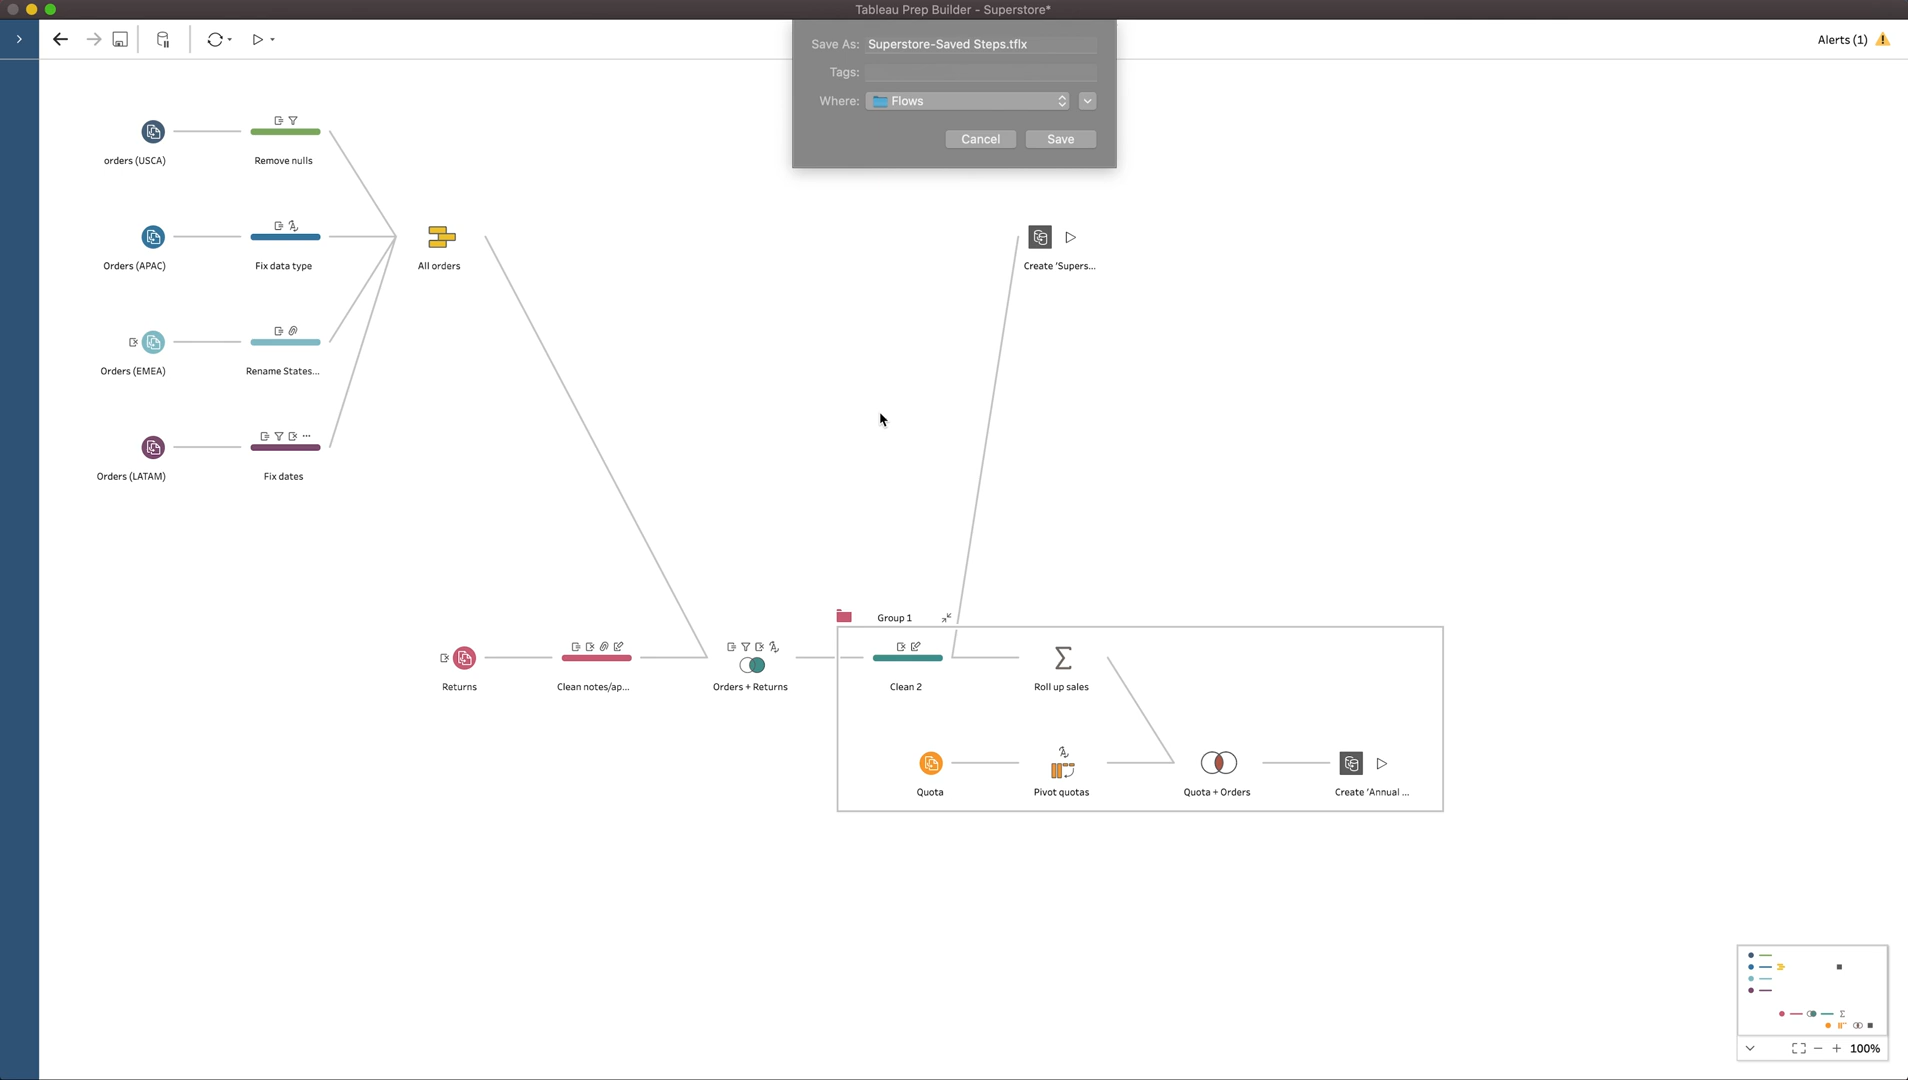 Tableau Prep Builder - Superstore*
Save As: Superstore-Saved Steps.tflx
Alerts (1)
Tags:
Where: Flows
Cancel Save
orders (USCA)
Remove nulls
Orders (APAC)
Fix data type
All orders
Create 'Supers...
Orders (EMEA)
Rename States...
Orders (LATAM)
Fix dates
Group 1
Returns
Clean notes/ap...
Orders + Returns
Clean 2
Roll up sales
Quota
Pivot quotas
Quota + Orders
Create 'Annual ...
100%